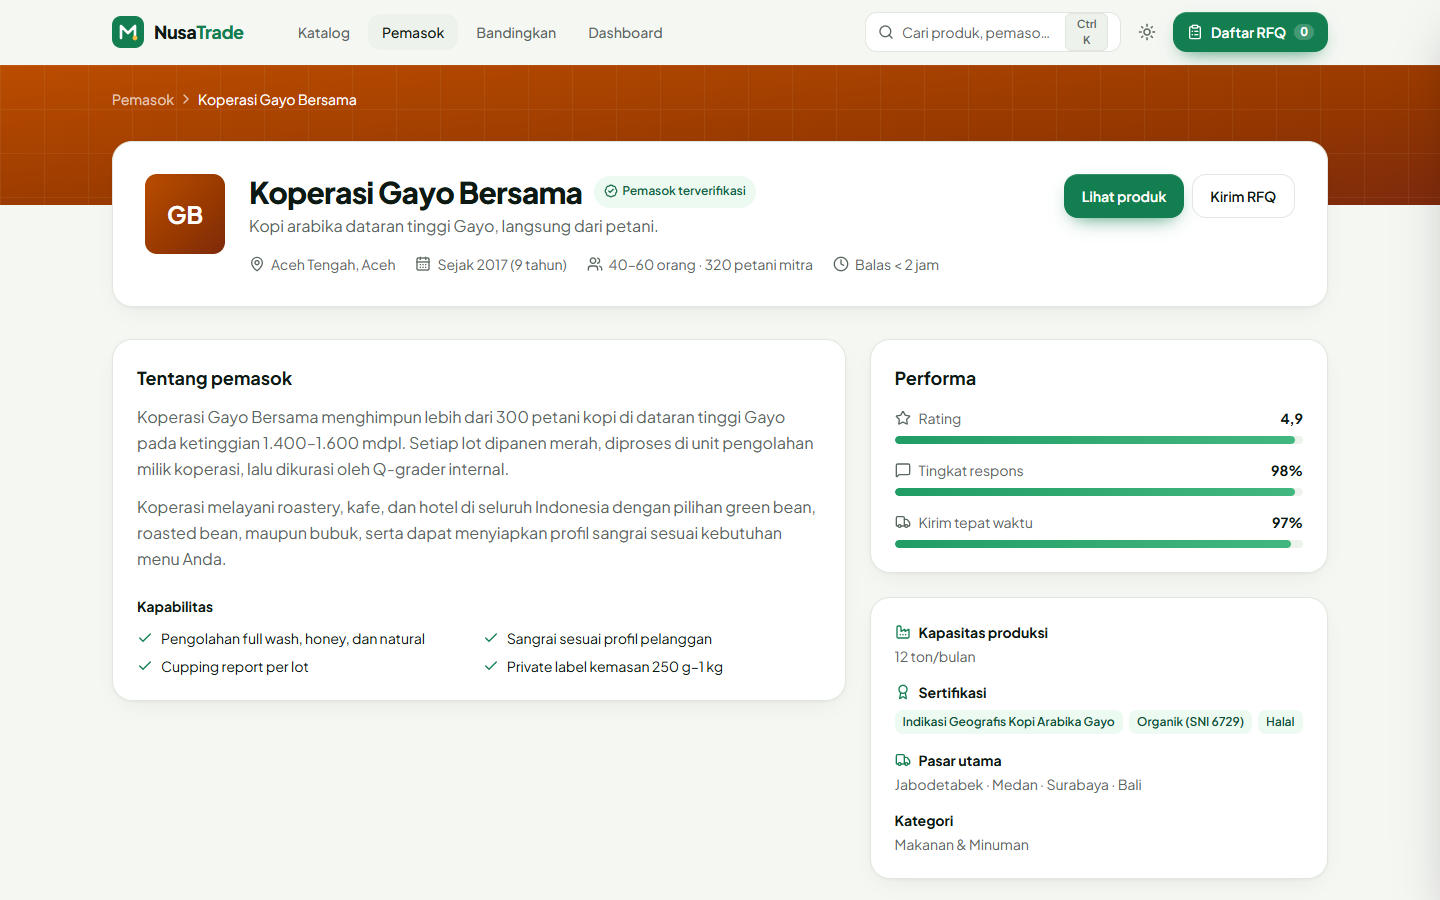 NusaTrade
Katalog
Pemasok
Bandingkan
Dashboard
Cari produk, pemaso...
Ctrl
K
Daftar RFQ 0
Pemasok > Koperasi Gayo Bersama
GB
Koperasi Gayo Bersama
Pemasok terverifikasi
Kopi arabika dataran tinggi Gayo, langsung dari petani.
Aceh Tengah, Aceh
Sejak 2017 (9 tahun)
40–60 orang · 320 petani mitra
Balas < 2 jam
Lihat produk
Kirim RFQ
Tentang pemasok
Koperasi Gayo Bersama menghimpun lebih dari 300 petani kopi di dataran tinggi Gayo
pada ketinggian 1.400–1.600 mdpl. Setiap lot dipanen merah, diproses di unit pengolahan
milik koperasi, lalu dikurasi oleh Q-grader internal.
Koperasi melayani roastery, kafe, dan hotel di seluruh Indonesia dengan pilihan green bean,
roasted bean, maupun bubuk, serta dapat menyiapkan profil sangrai sesuai kebutuhan
menu Anda.
Kapabilitas
Pengolahan full wash, honey, dan natural
Sangrai sesuai profil pelanggan
Cupping report per lot
Private label kemasan 250 g–1 kg
Performa
Rating 4,9
Tingkat respons 98%
Kirim tepat waktu 97%
Kapasitas produksi
12 ton/bulan
Sertifikasi
Indikasi Geografis Kopi Arabika Gayo
Organik (SNI 6729)
Halal
Pasar utama
Jabodetabek · Medan · Surabaya · Bali
Kategori
Makanan & Minuman